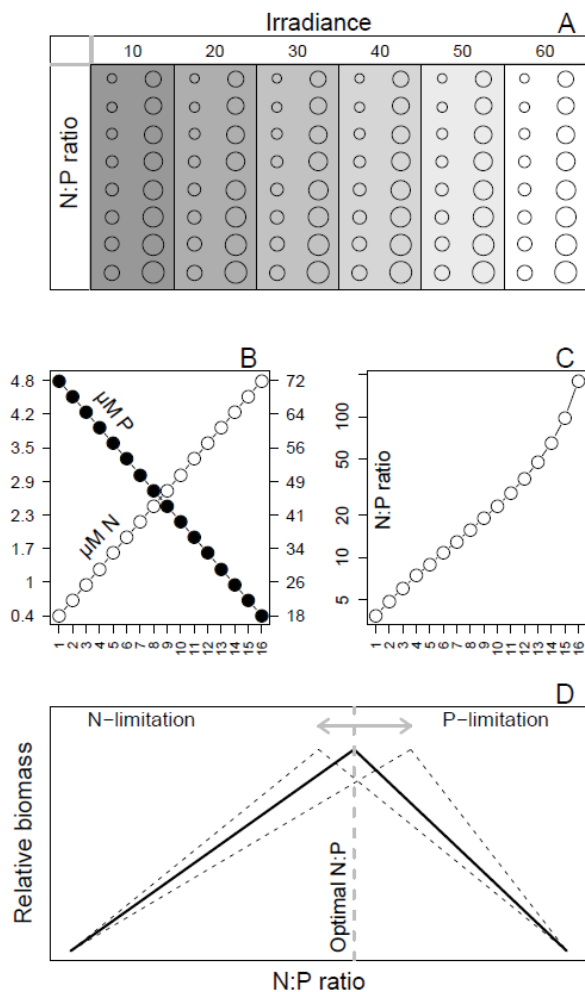 Irradiance
A
10 20 30 40 50 60
N:P ratio
B
4.8
4.2
3.5
2.9
2.3
1.7
1
0.4
µM P
µM N
72
64
56
49
41
34
26
18
1 2 3 4 5 6 7 8 9 10 11 12 13 14 15 16
C
100
50
20
10
5
N:P ratio
1 2 3 4 5 6 7 8 9 10 11 12 13 14 15 16
D
N−limitation
P−limitation
Relative biomass
Optimal N:P
N:P ratio